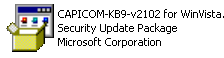 CAPICOM-KB9-v2102 for WinVista.
Security Update Package
Microsoft Corporation